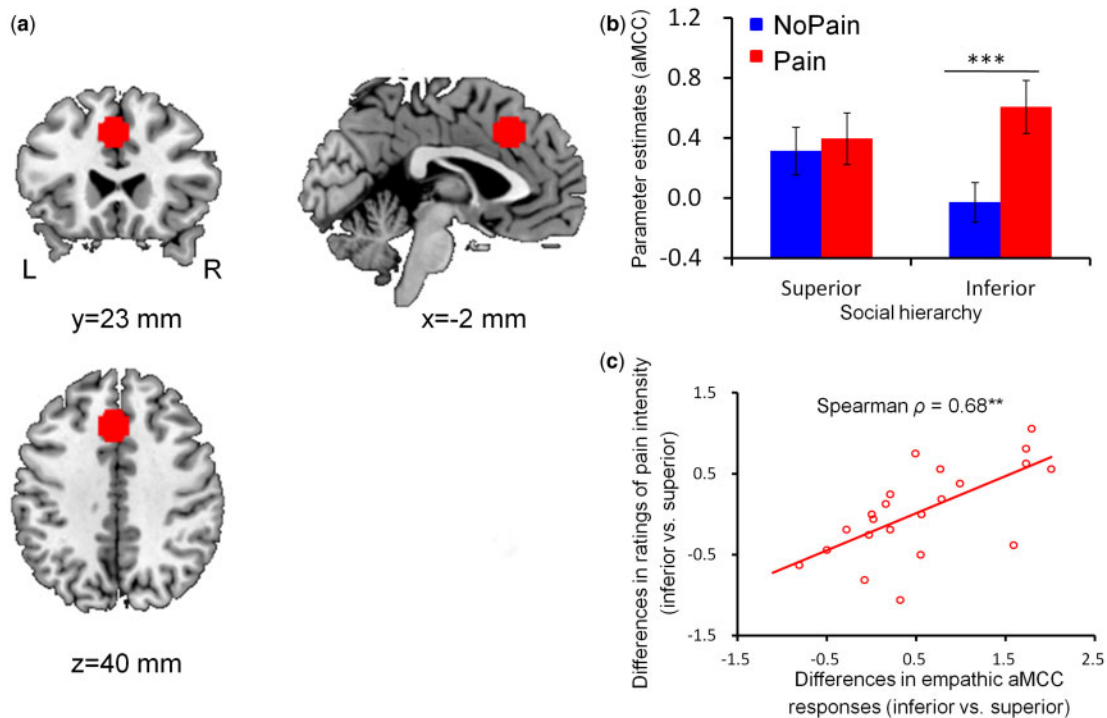 (a)
L
R
y=23 mm
x=-2 mm
z=40 mm
(b)
Parameter estimates (aMCC)
1.2
0.8
0.4
0.0
-0.4
NoPain
Pain
***
Superior
Inferior
Social hierarchy
(c)
Differences in ratings of pain intensity
(inferior vs. superior)
1.5
0.5
-0.5
-1.5
Spearman ρ = 0.68**
-1.5
-0.5
0.5
1.5
2.5
Differences in empathic aMCC
responses (inferior vs. superior)